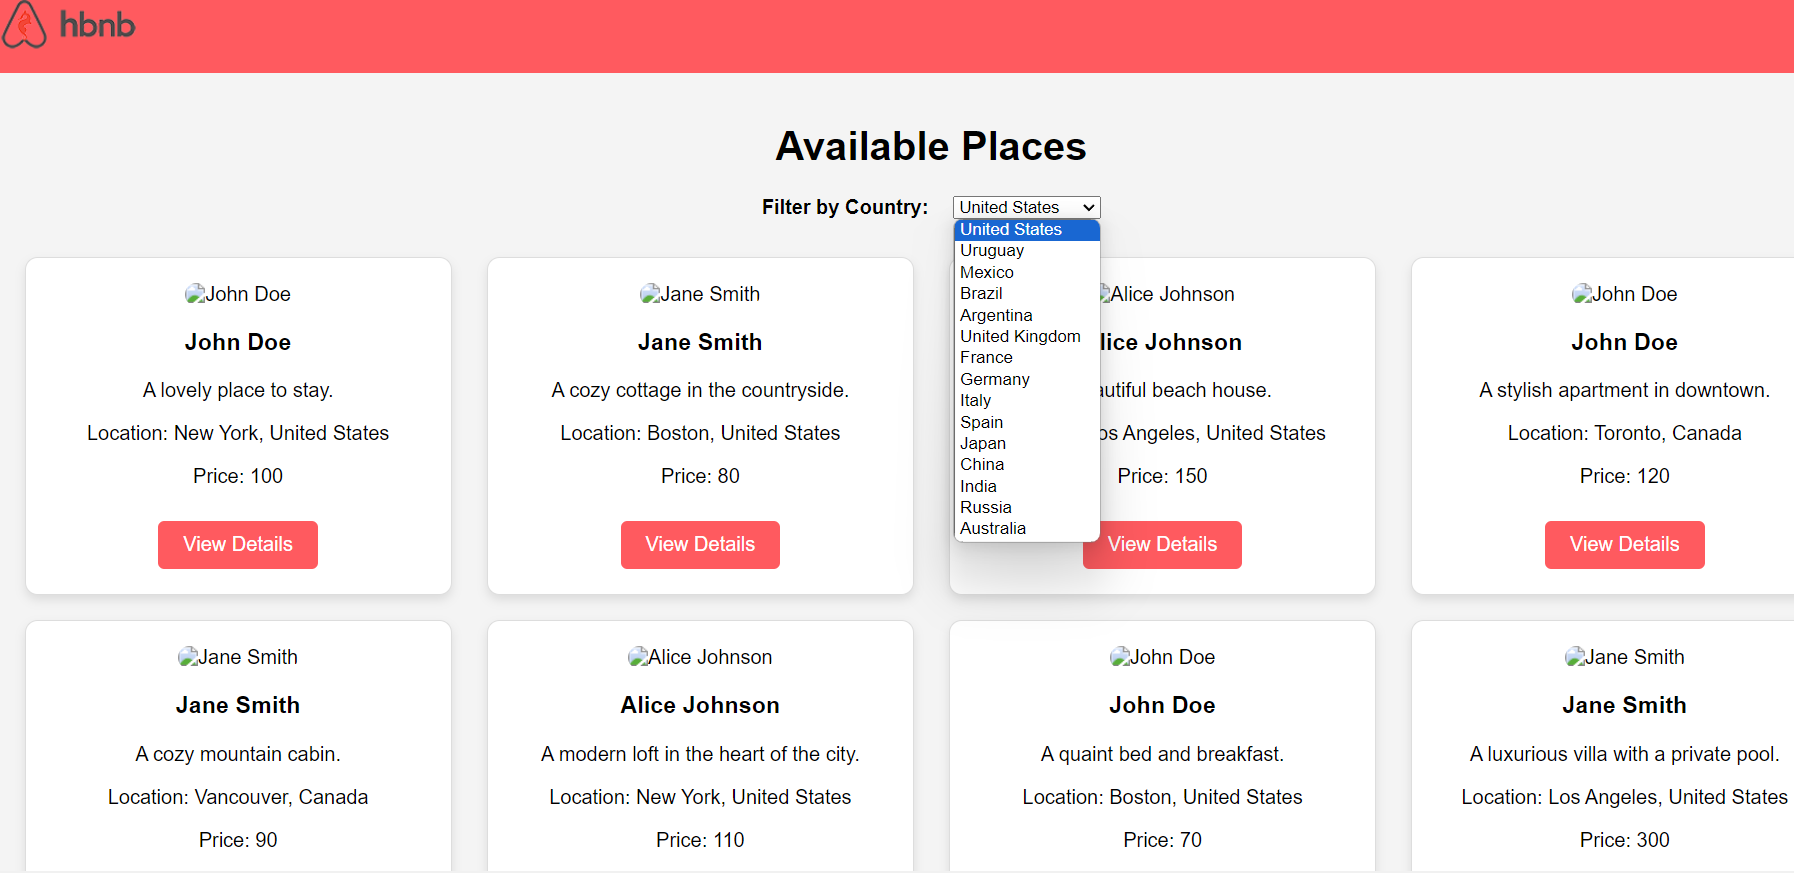 hbnb
Available Places
Filter by Country:
United States
United States
Uruguay
Mexico
Brazil
Argentina
United Kingdom
France
Germany
Italy
Spain
Japan
China
India
Russia
Australia
John Doe
John Doe
A lovely place to stay.
Location: New York, United States
Price: 100
View Details
Jane Smith
Jane Smith
A cozy cottage in the countryside.
Location: Boston, United States
Price: 80
View Details
Alice Johnson
lice Johnson
autiful beach house.
os Angeles, United States
Price: 150
View Details
John Doe
John Doe
A stylish apartment in downtown.
Location: Toronto, Canada
Price: 120
View Details
Jane Smith
Jane Smith
A cozy mountain cabin.
Location: Vancouver, Canada
Price: 90
Alice Johnson
Alice Johnson
A modern loft in the heart of the city.
Location: New York, United States
Price: 110
John Doe
John Doe
A quaint bed and breakfast.
Location: Boston, United States
Price: 70
Jane Smith
Jane Smith
A luxurious villa with a private pool.
Location: Los Angeles, United States
Price: 300